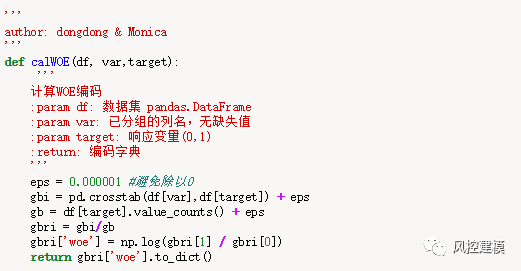 '''
author: dongdong & Monica
'''
def calWOE(df, var,target):
'''
计算WOE编码
:param df: 数据集 pandas.DataFrame
:param var: 已分组的列名，无缺失值
:param target: 响应变量(0,1)
:return: 编码字典
'''
eps = 0.000001 #避免除以0
gbi = pd.crosstab(df[var],df[target]) + eps
gb = df[target].value_counts() + eps
gbri = gbi/gb
gbri['woe'] = np.log(gbri[1] / gbri[0])
return gbri['woe'].to_dict()
风控建模